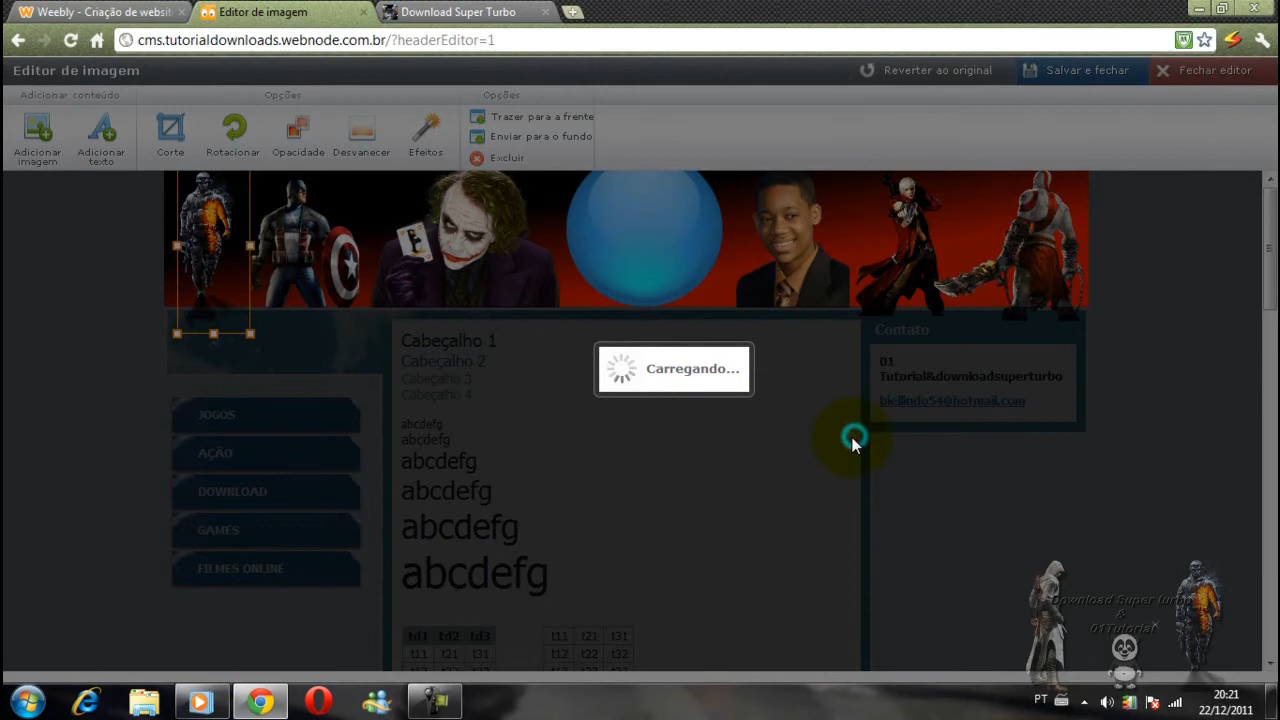 Weebly - Criação de websit
Editor de imagem
Download Super Turbo
cms.tutorialdownloads.webnode.com.br/?headerEditor=1
Editor de imagem
Reverter ao original
Salvar e fechar
Fechar editor
Adicionar conteúdo
Opções
Opções
Adicionar imagem
Adicionar texto
Corte
Rotacionar
Opacidade
Desvanecer
Efeitos
Trazer para a frente
Enviar para o fundo
Excluir
Cabeçalho 1
Cabeçalho 2
Cabeçalho 3
Cabeçalho 4
abcdefg
abcdefg
abcdefg
abcdefg
abcdefg
abcdefg
td1 td2 td3
t11 t21 t31
t11 t21 t31
t12 t22 t32
JOGOS
AÇÃO
DOWNLOAD
GAMES
FILMES ONLINE
Carregando...
Contato
01
Tutorial&downloadsuperturbo
biellindo54@hotmail.com
Download Super turbo
&
01Tutorial
PT
20:21
22/12/2011